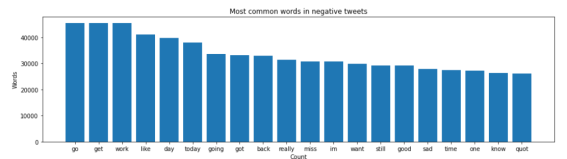 Most common words in negative tweets
Words
40000
30000
20000
10000
0
go get work like day today going got back really miss im want still good sad time one know quot
Count